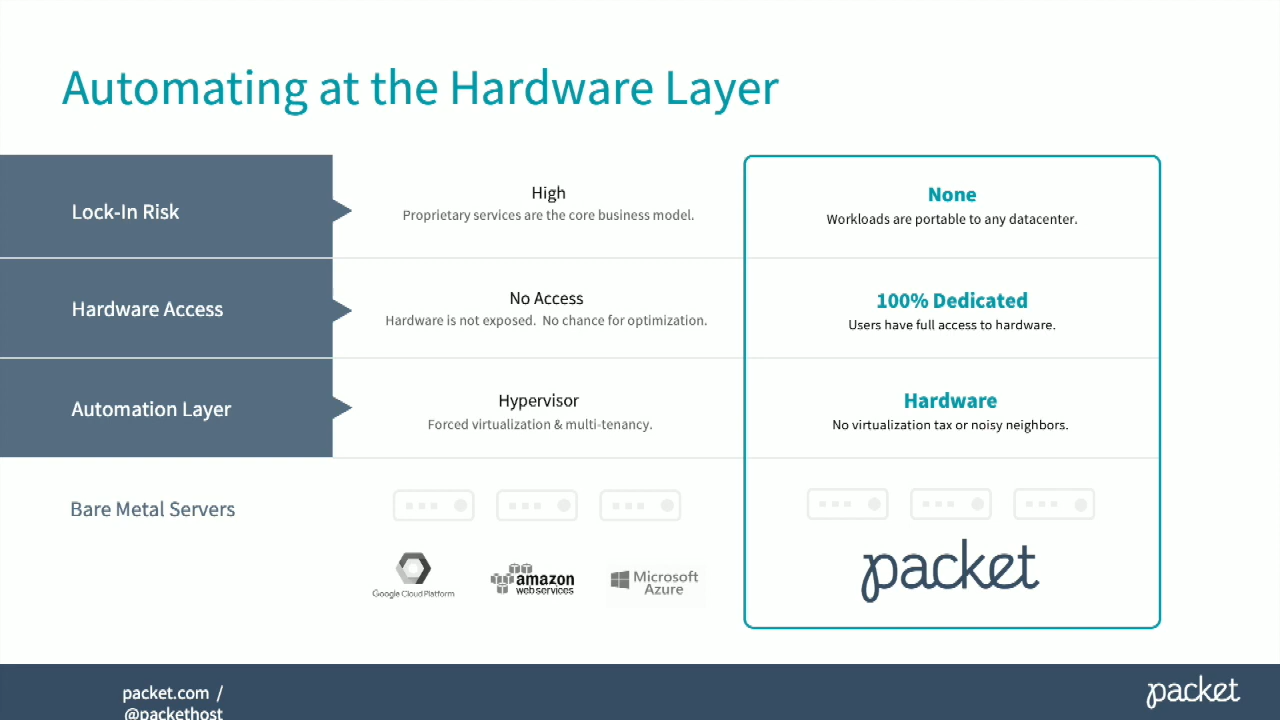 Automating at the Hardware Layer
Lock-In Risk
High
Proprietary services are the core business model.
None
Workloads are portable to any datacenter.
Hardware Access
No Access
Hardware is not exposed. No chance for optimization.
100% Dedicated
Users have full access to hardware.
Automation Layer
Hypervisor
Forced virtualization & multi-tenancy.
Hardware
No virtualization tax or noisy neighbors.
Bare Metal Servers
Google Cloud Platform
amazon
webservices
Microsoft
Azure
packet
packet.com /
@packethost
packet